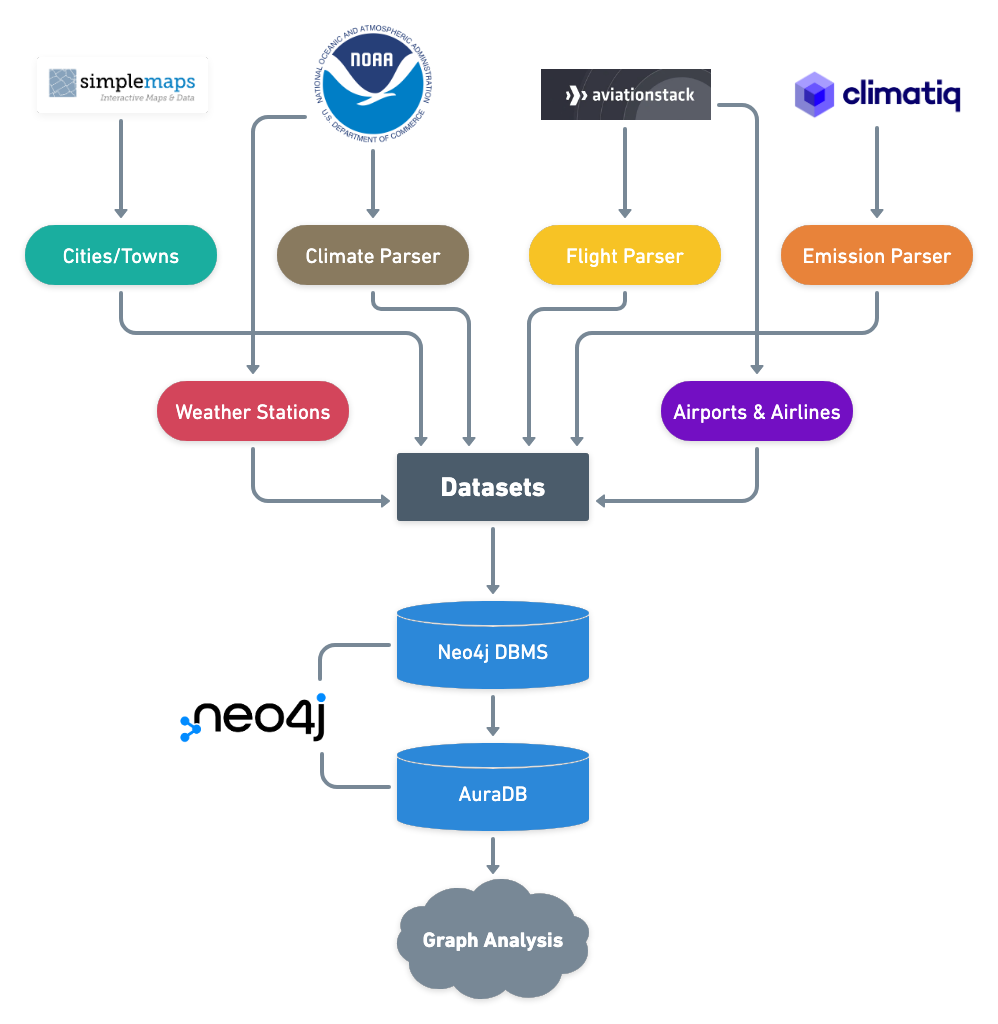 simplemaps
Interactive Maps & Data
NATIONAL OCEANIC AND ATMOSPHERIC ADMINISTRATION
NOAA
U.S. DEPARTMENT OF COMMERCE
aviationstack
climatiq
Cities/Towns
Climate Parser
Flight Parser
Emission Parser
Weather Stations
Airports & Airlines
Datasets
Neo4j DBMS
neo4j
AuraDB
Graph Analysis